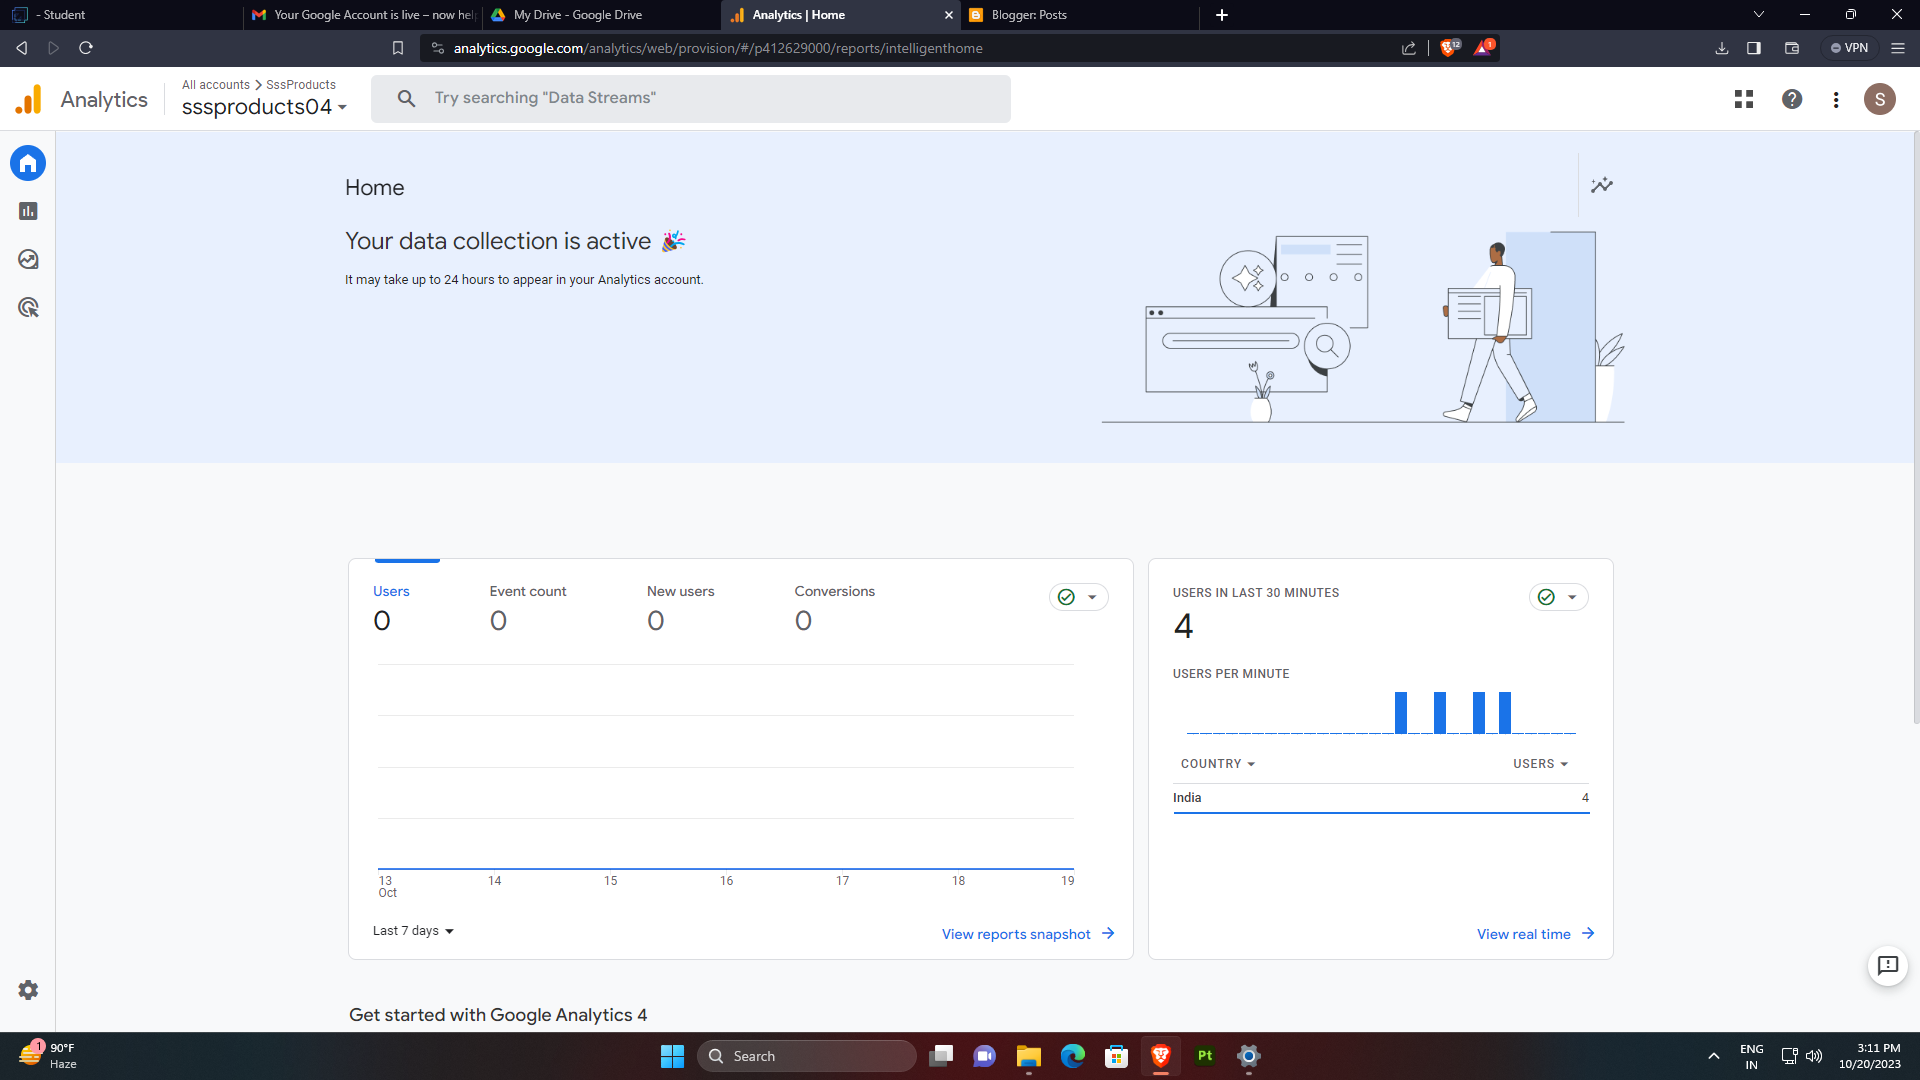 - Student
Your Google Account is live – now hel
My Drive - Google Drive
Analytics | Home
Blogger: Posts
analytics.google.com/analytics/web/provision/#/p412629000/reports/intelligenthome
12
1
VPN
Analytics
All accounts > SssProducts
sssproducts04
Try searching "Data Streams"
S
Home
Your data collection is active
It may take up to 24 hours to appear in your Analytics account.
Users
0
Event count
0
New users
0
Conversions
0
13
Oct
14
15
16
17
18
19
Last 7 days
View reports snapshot
USERS IN LAST 30 MINUTES
4
USERS PER MINUTE
COUNTRY
USERS
India
4
View real time
Get started with Google Analytics 4
1
90°F
Haze
Search
Pt
ENG
IN
3:11 PM
10/20/2023